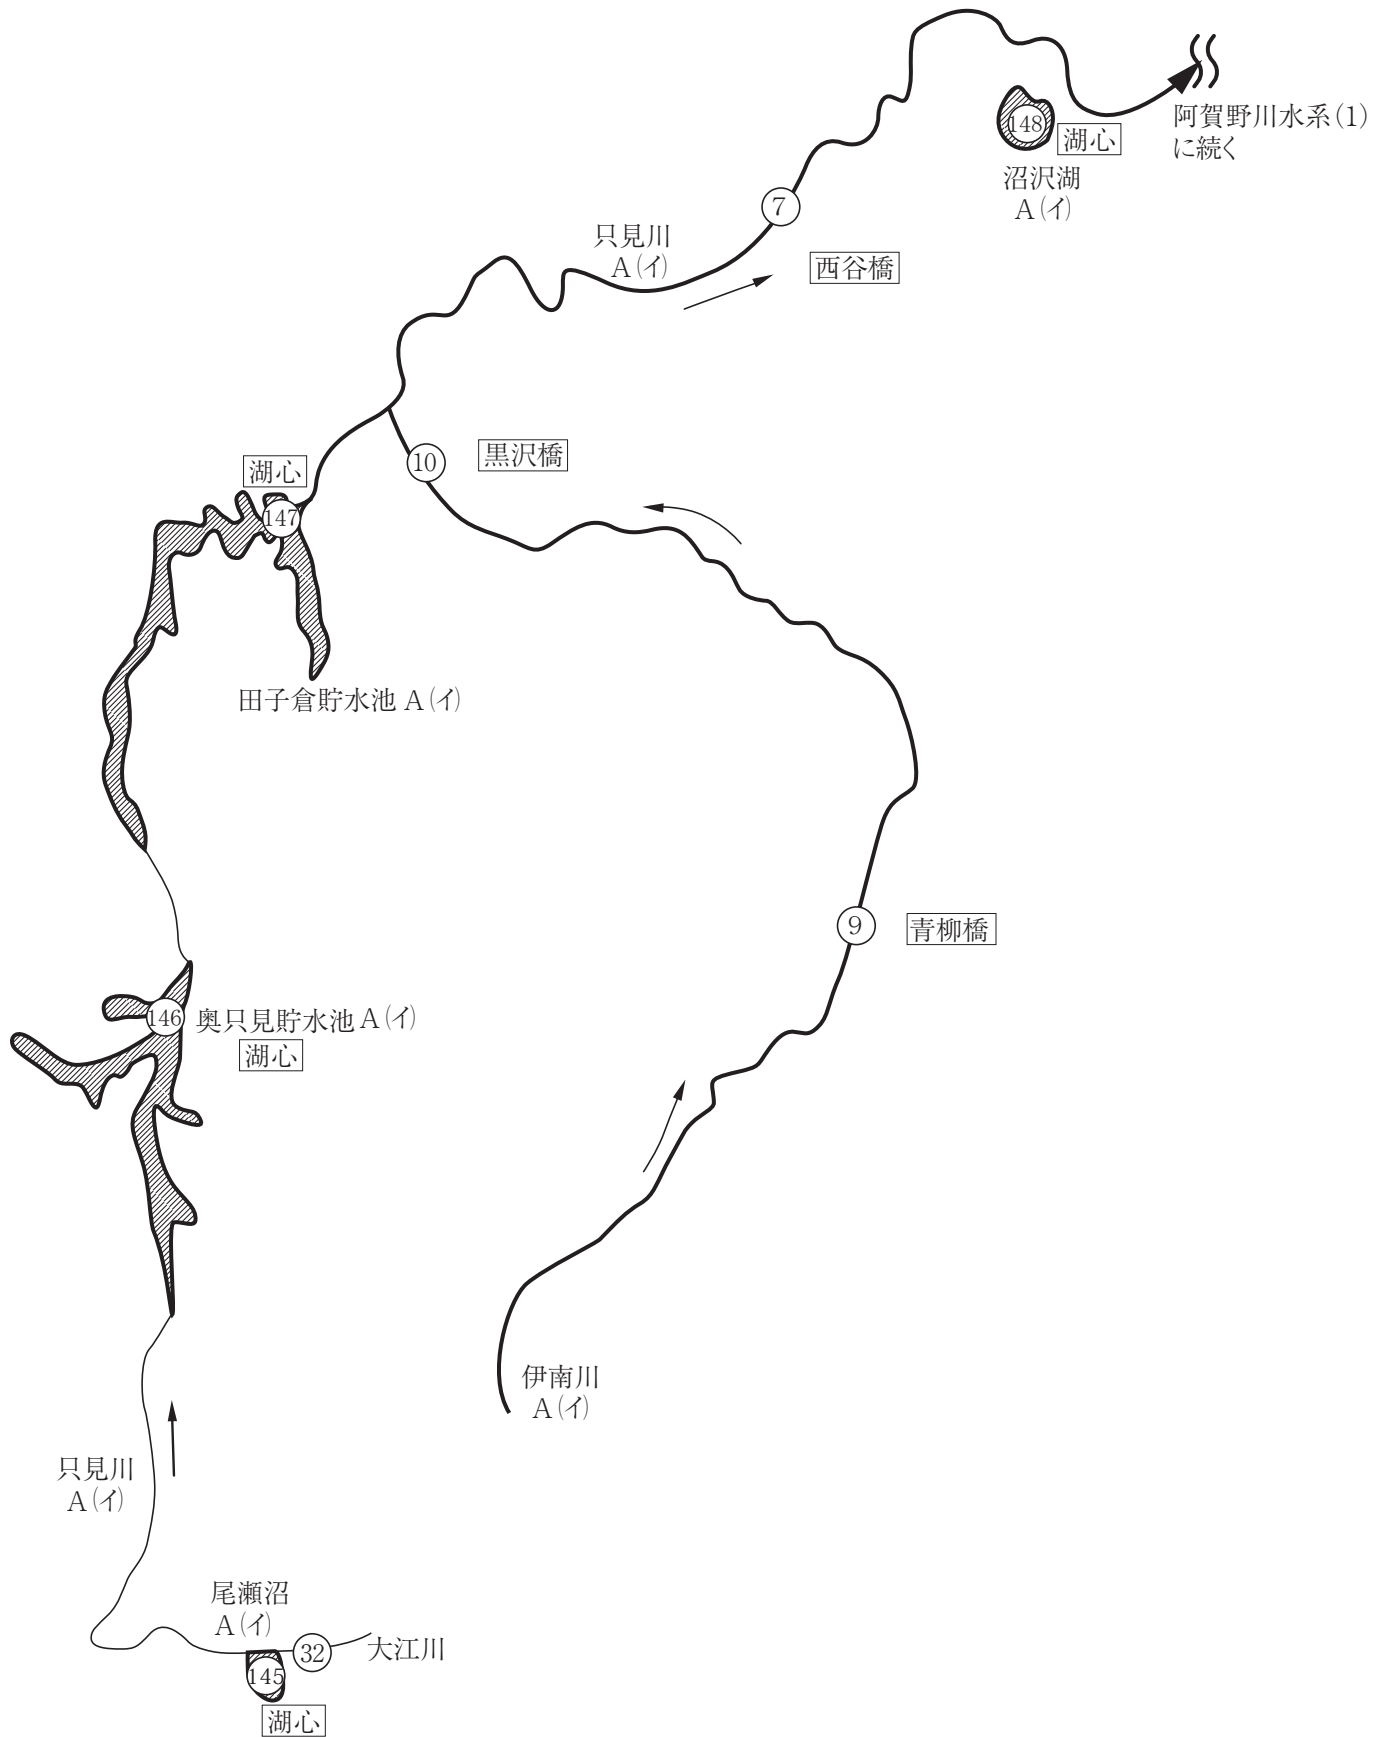 阿賀野川水系(1)
に続く
148
湖心
沼沢湖
A(イ)
7
只見川
A(イ)
西谷橋
10
黒沢橋
湖心
147
田子倉貯水池 A(イ)
9
青柳橋
146
奥只見貯水池 A(イ)
湖心
伊南川
A(イ)
只見川
A(イ)
尾瀬沼
A(イ)
32
大江川
145
湖心